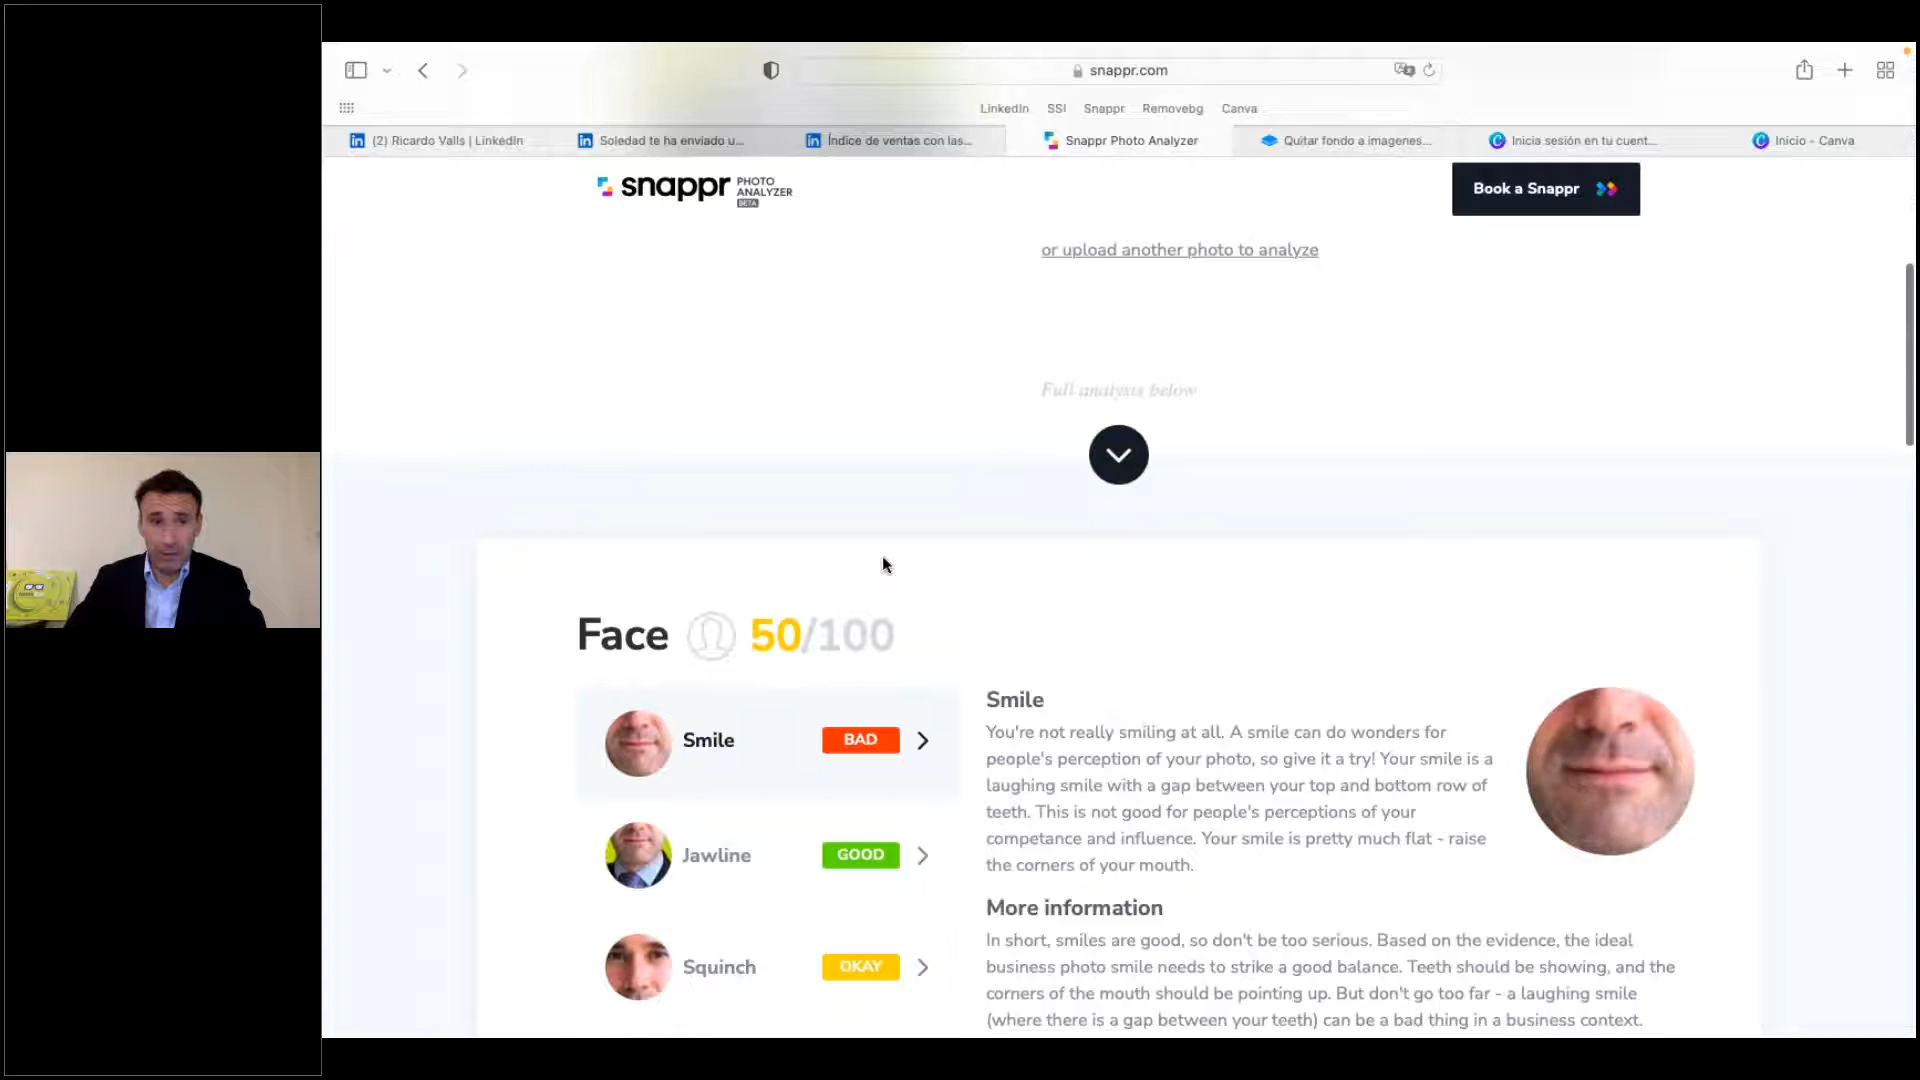 snappr.com
LinkedIn SSI Snappr Removebg Canva
(2) Ricardo Valls | LinkedIn
Soledad te ha enviado u...
Índice de ventas con las...
Snappr Photo Analyzer
Quitar fondo a imagenes...
Inicia sesión en tu cuent...
Inicio - Canva
snappr PHOTO
ANALYZER
BETA
Book a Snappr
or upload another photo to analyze
Full analysis below
Face 50/100
Smile BAD
Jawline GOOD
Squinch OKAY
Smile
You're not really smiling at all. A smile can do wonders for
people's perception of your photo, so give it a try! Your smile is a
laughing smile with a gap between your top and bottom row of
teeth. This is not good for people's perceptions of your
competance and influence. Your smile is pretty much flat - raise
the corners of your mouth.
More information
In short, smiles are good, so don't be too serious. Based on the evidence, the ideal
business photo smile needs to strike a good balance. Teeth should be showing, and the
corners of the mouth should be pointing up. But don't go too far - a laughing smile
(where there is a gap between your teeth) can be a bad thing in a business context.